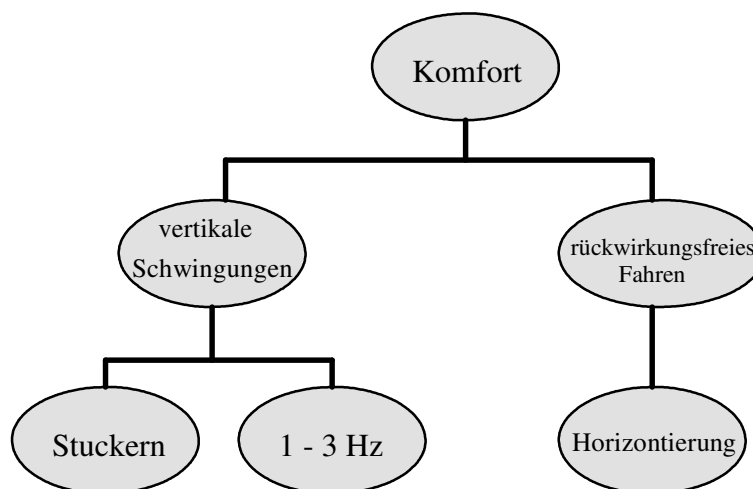 Komfort
vertikale
Schwingungen
rückwirkungsfreies
Fahren
Stuckern
1 - 3 Hz
Horizontierung